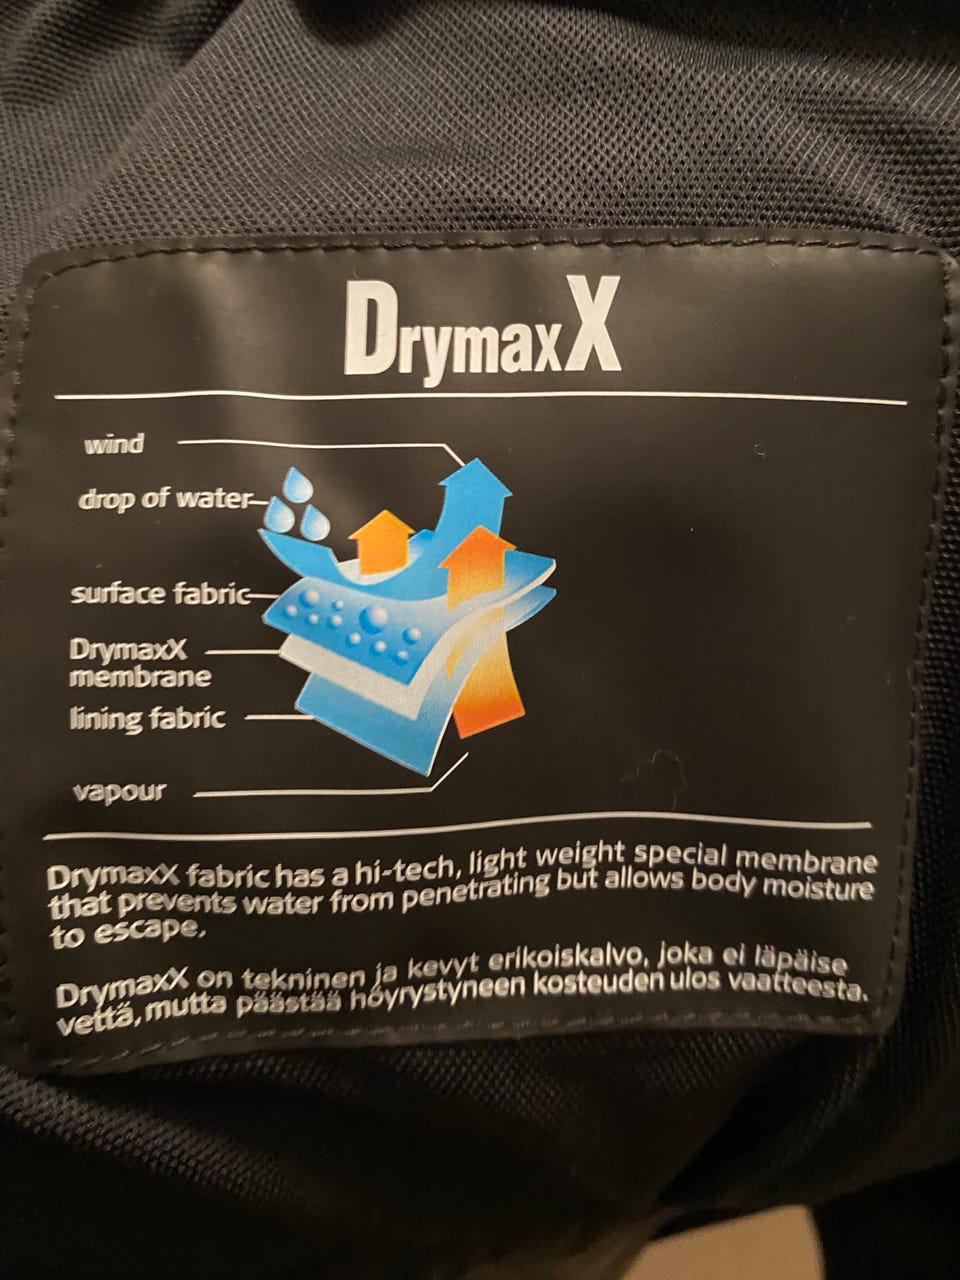 DrymaxX
wind
drop of water
surface fabric
DrymaxX
membrane
lining fabric
vapour
DrymaxX fabric has a hi-tech, light weight special membrane
that prevents water from penetrating but allows body moisture
to escape.
DrymaxX on tekninen ja kevyt erikoiskalvo, joka ei läpäise
vettä, mutta päästää höyrystyneen kosteuden ulos vaatteesta.